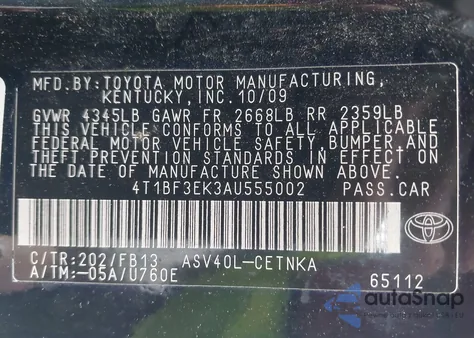 MFD.BY:TOYOTA MOTOR MANUFACTURING,
KENTUCKY,INC.10/09
GVWR 4345LB GAWR FR 2668LB RR 2359LB
THIS VEHICLE CONFORMS TO ALL APPLICABLE
FEDERAL MOTOR VEHICLE SAFETY,BUMPER,AND
THEFT PREVENTION STANDARDS IN EFFECT ON
THE DATE OF MANUFACTURE SHOWN ABOVE.
4T1BF3EK3AU555002 PASS.CAR
C/TR:202/FB13 ASV40L-CETNKA
A/TM:-05A/U760E 65112
autoSnap